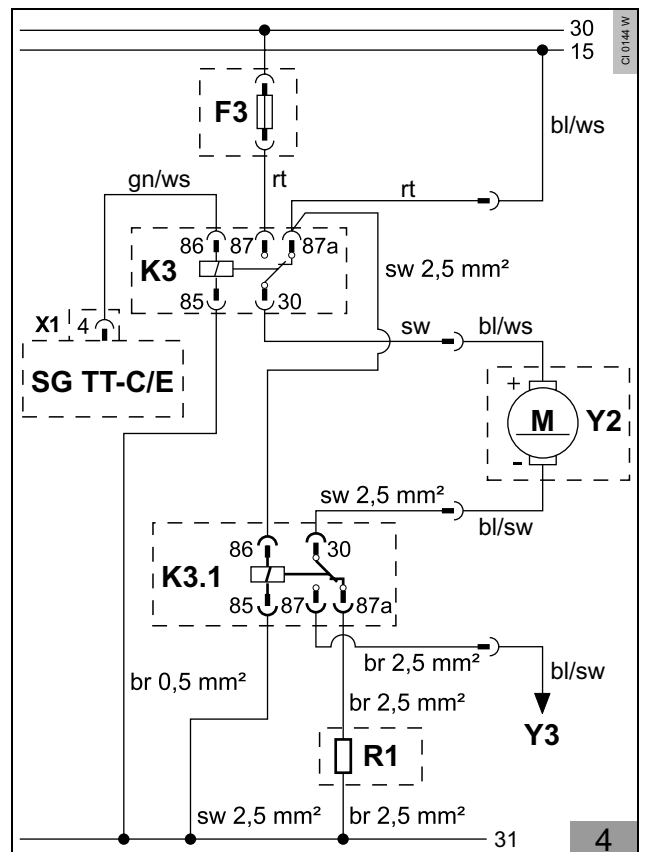 30
15
CI 0144 W
F3
bl/ws
gn/ws
rt
rt
86
87
87a
K3
sw 2,5 mm²
85
30
X1
4
sw
bl/ws
SG TT-C/E
+
M
Y2
-
sw 2,5 mm²
bl/sw
86
30
K3.1
85
87
87a
br 2,5 mm²
br 0,5 mm²
bl/sw
br 2,5 mm²
Y3
R1
sw 2,5 mm²
br 2,5 mm²
31
4